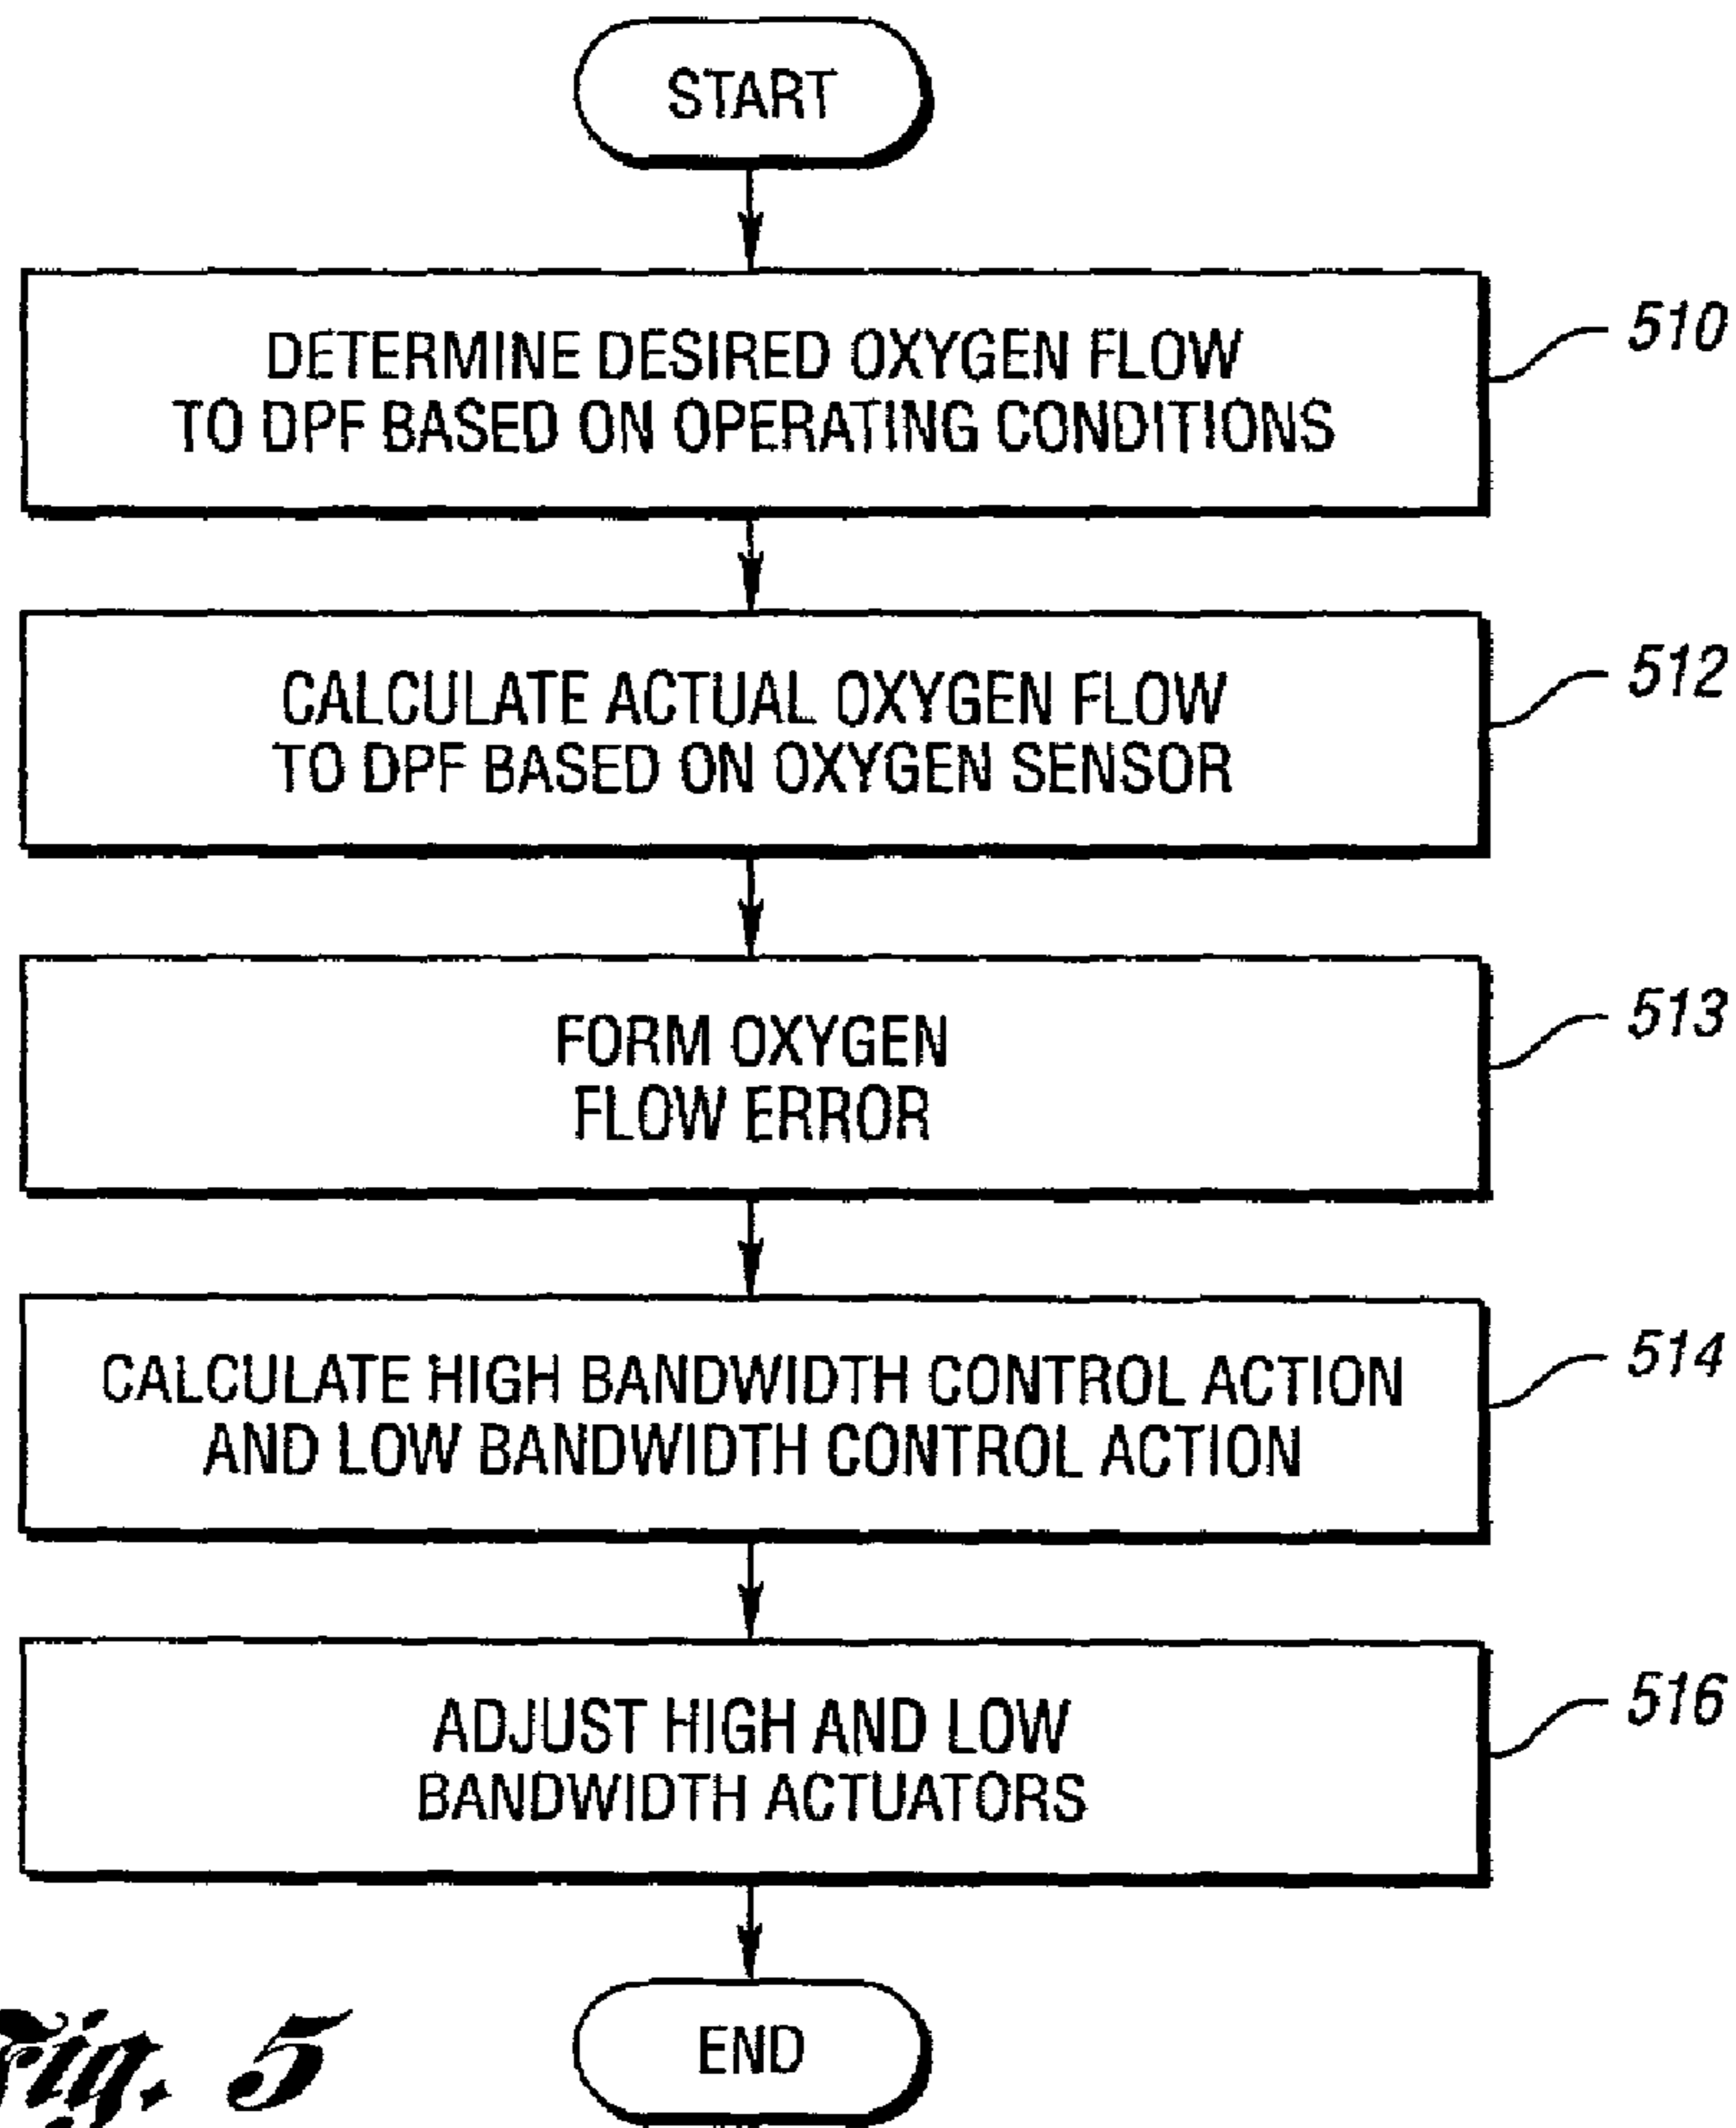 START
DETERMINE DESIRED OXYGEN FLOW
TO DPF BASED ON OPERATING CONDITIONS
510
CALCULATE ACTUAL OXYGEN FLOW
TO DPF BASED ON OXYGEN SENSOR
512
FORM OXYGEN
FLOW ERROR
513
CALCULATE HIGH BANDWIDTH CONTROL ACTION
AND LOW BANDWIDTH CONTROL ACTION
514
ADJUST HIGH AND LOW
BANDWIDTH ACTUATORS
516
END
Fig. 5